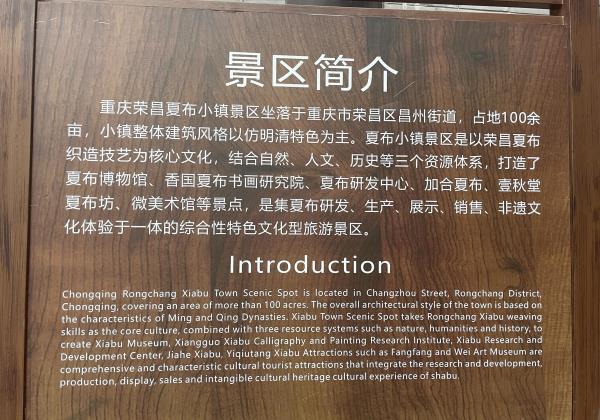 景区简介
重庆荣昌夏布小镇景区坐落于重庆市荣昌区昌州街道，占地100余
亩，小镇整体建筑风格以仿明清特色为主。夏布小镇景区是以荣昌夏布
织造技艺为核心文化，结合自然、人文、历史等三个资源体系，打造了
夏布博物馆、香国夏布书画研究院、夏布研发中心、加合夏布、壹秋堂
夏布坊、微美术馆等景点，是集夏布研发、生产、展示、销售、非遗文
化体验于一体的综合性特色文化型旅游景区。
Introduction
Chongqing Rongchang Xiabu Town Scenic Spot is located in Changzhou Street, Rongchang District,
Chongqing, covering an area of more than 100 acres. The overall architectural style of the town is based on
the characteristics of Ming and Qing Dynasties. Xiabu Town Scenic Spot takes Rongchang Xiabu weaving
skills as the core culture, combined with three resource systems such as nature, humanities and history, to
create Xiabu Museum, Xiangguo Xiabu Calligraphy and Painting Research Institute, Xiabu Research and
Development Center, Jiahe Xiabu, Yiqiutang Xiabu Attractions such as Fangfang and Wei Art Museum are
comprehensive and characteristic cultural tourist attractions that integrate the research and development,
production, display, sales and intangible cultural heritage cultural experience of shabu.